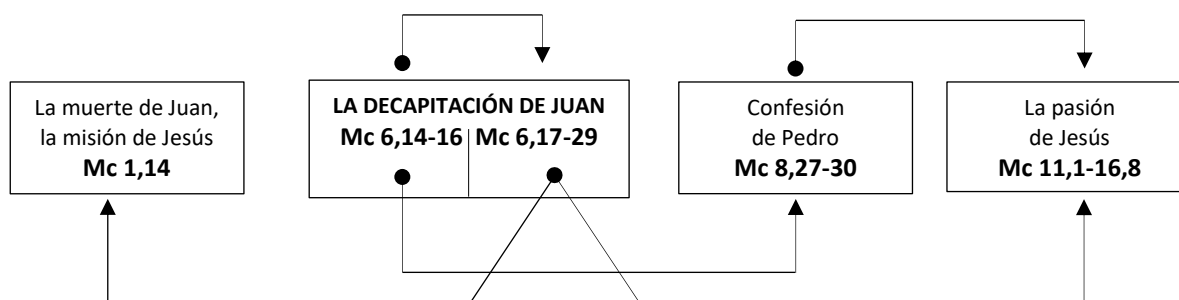 La muerte de Juan,
la misión de Jesús
Mc 1,14
LA DECAPITACIÓN DE JUAN
Mc 6,14-16 Mc 6,17-29
Confesión
de Pedro
Mc 8,27-30
La pasión
de Jesús
Mc 11,1-16,8